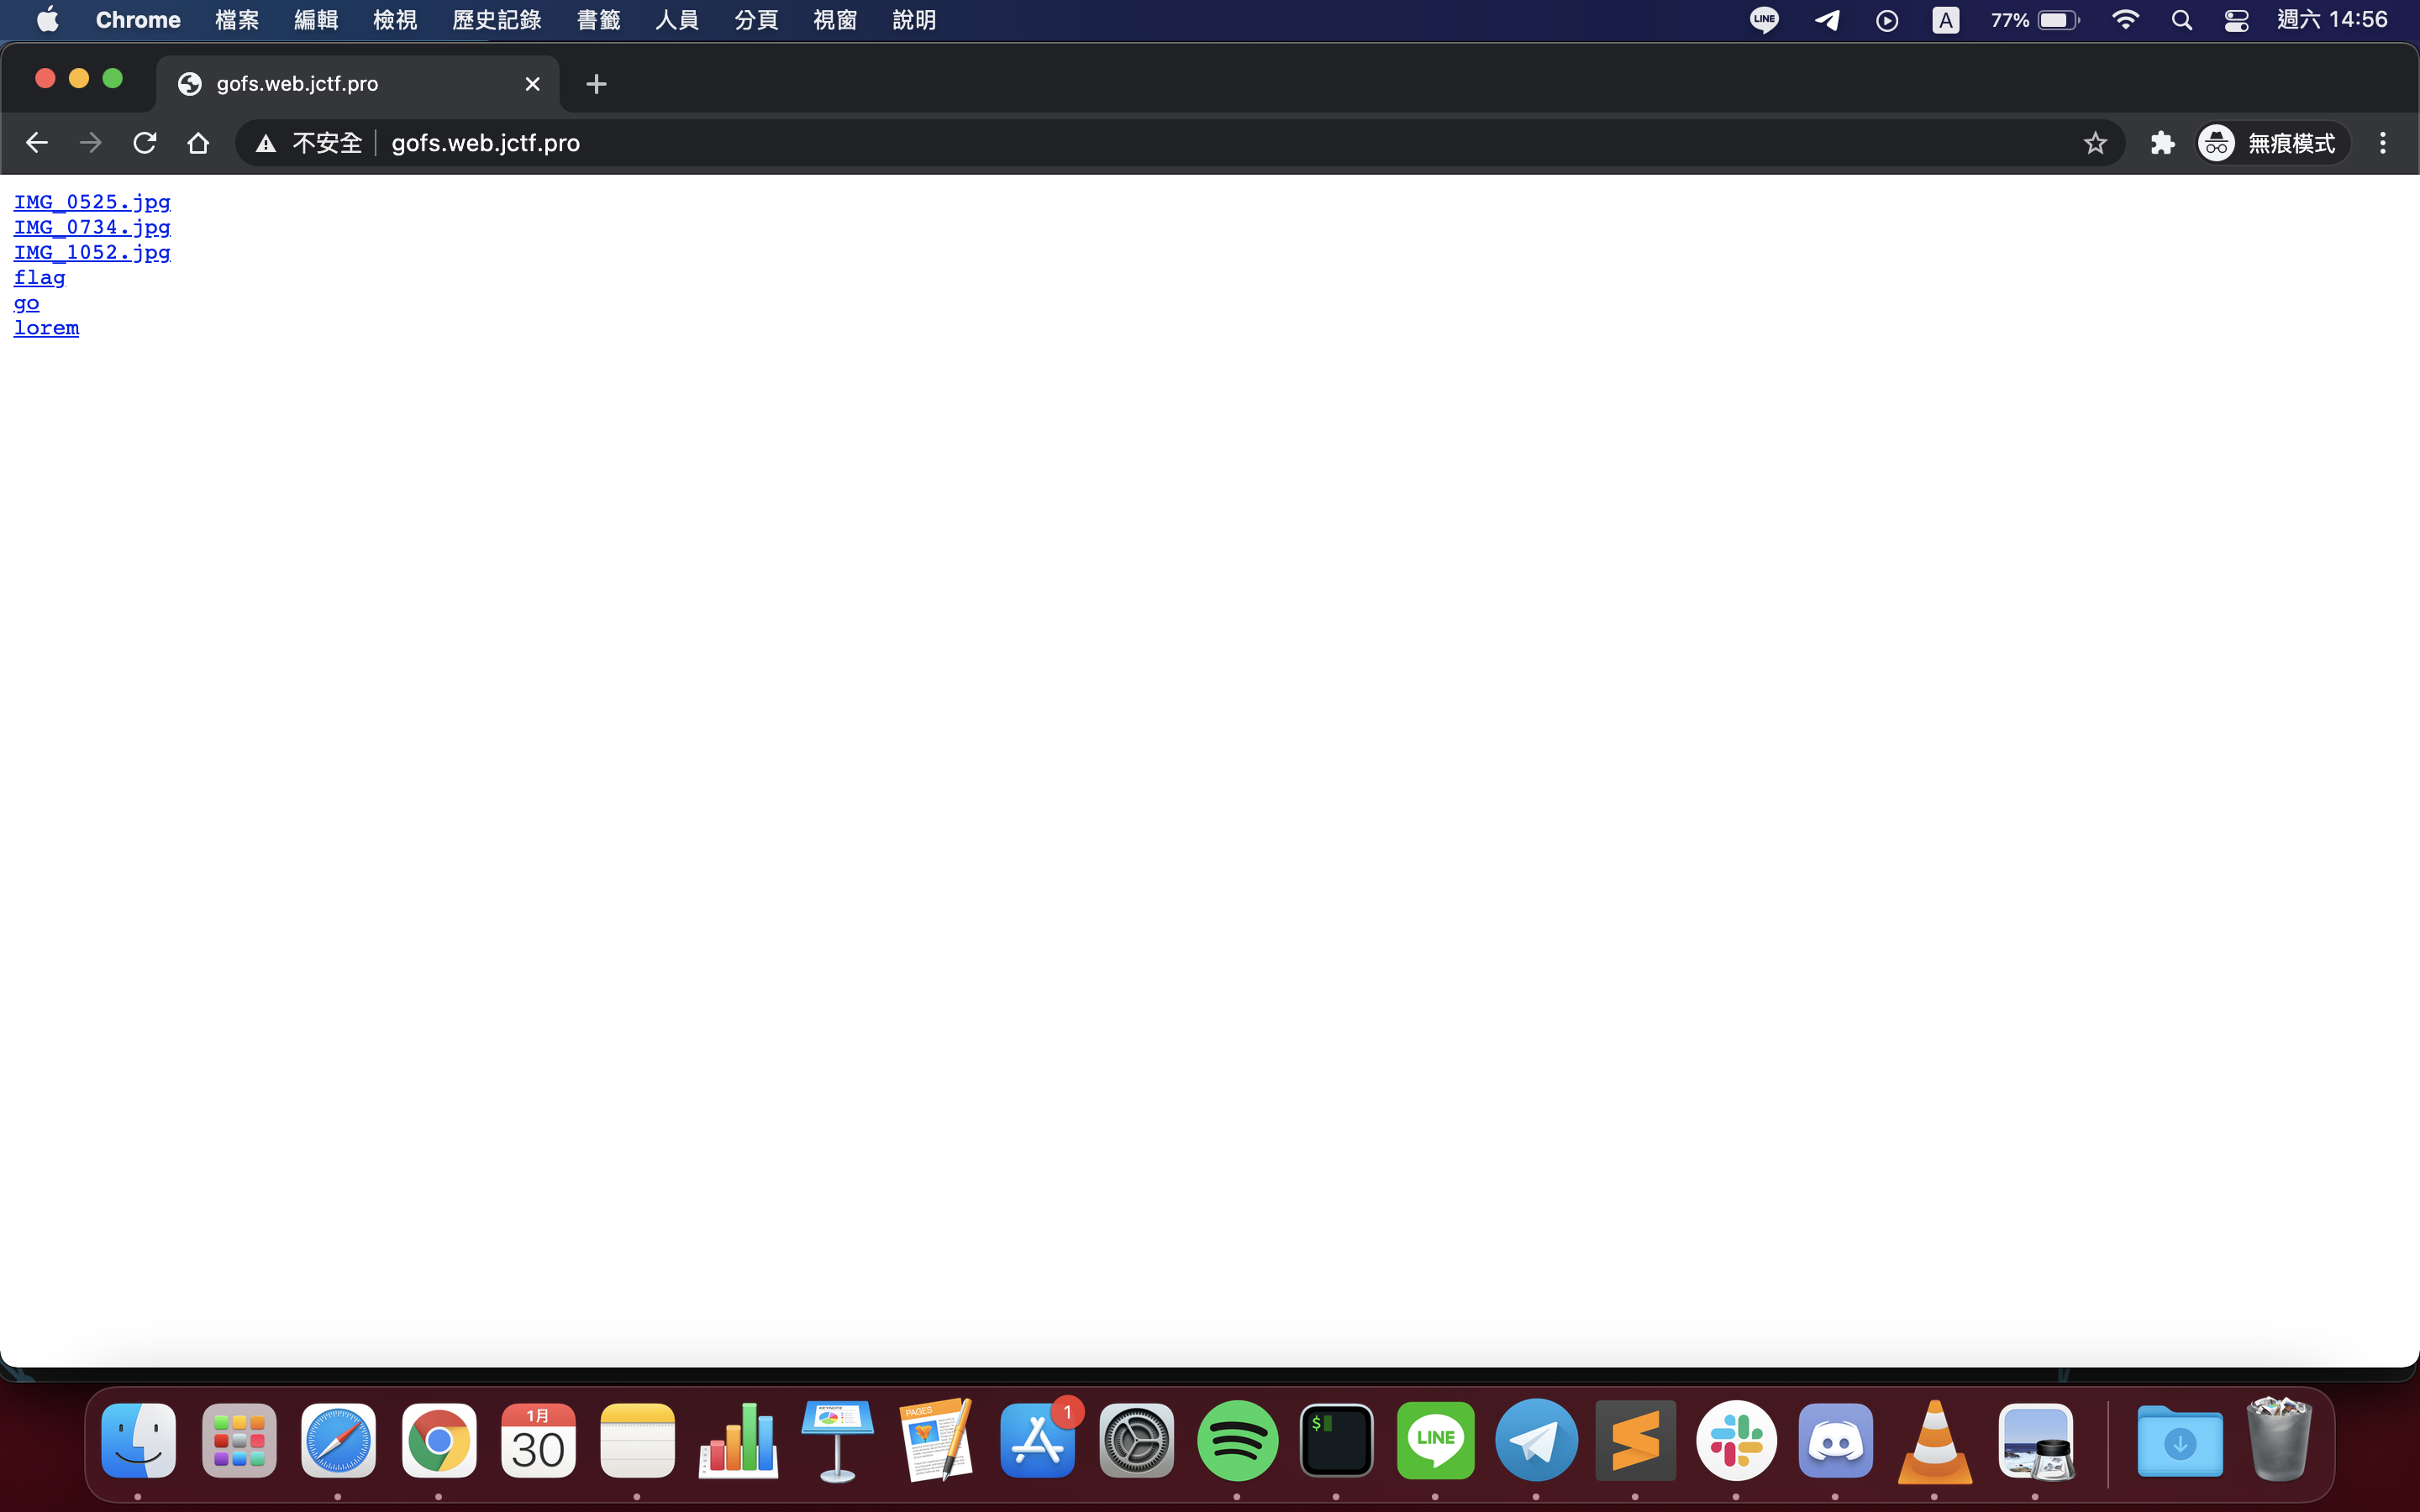 Chrome 檔案 編輯 檢視 歷史記錄 書籤 人員 分頁 視窗 說明 LINE A 77% 週六 14:56
gofs.web.jctf.pro
不安全 gofs.web.jctf.pro 無痕模式
IMG_0525.jpg
IMG_0734.jpg
IMG_1052.jpg
flag
go
lorem
1月
30
KEYNOTE
PAGES
1
$
LINE